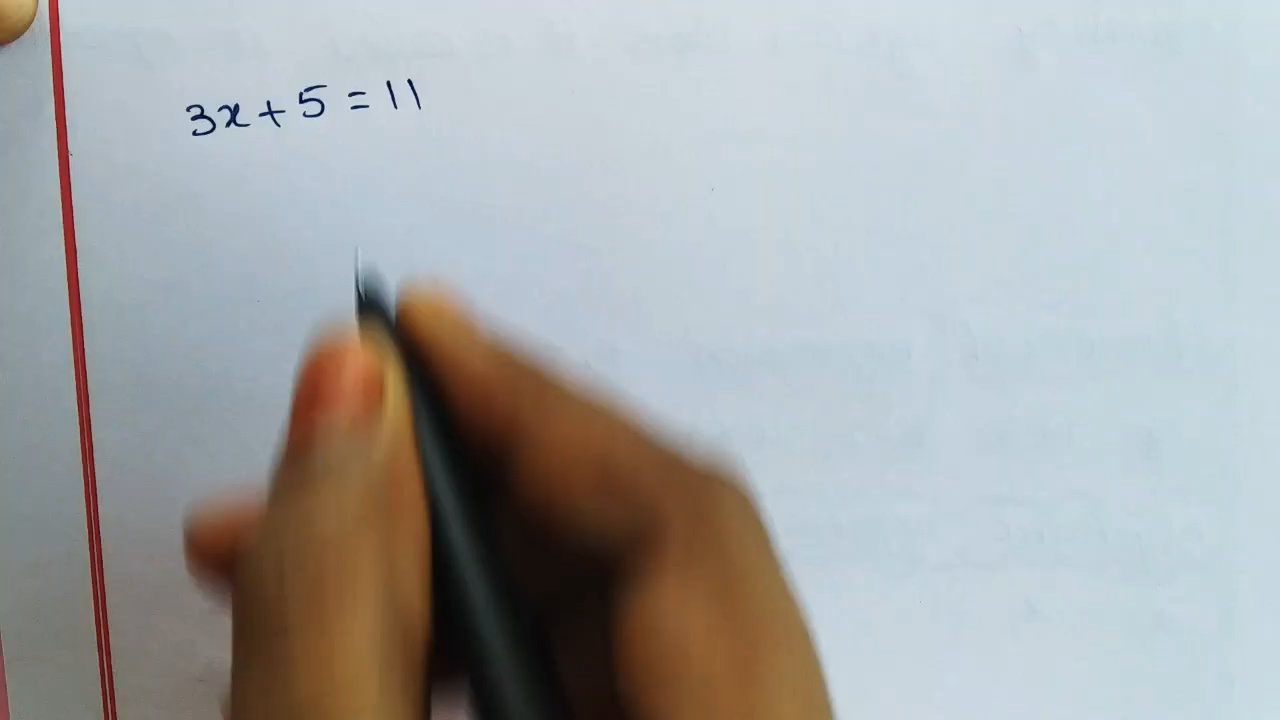 3x + 5 = 11